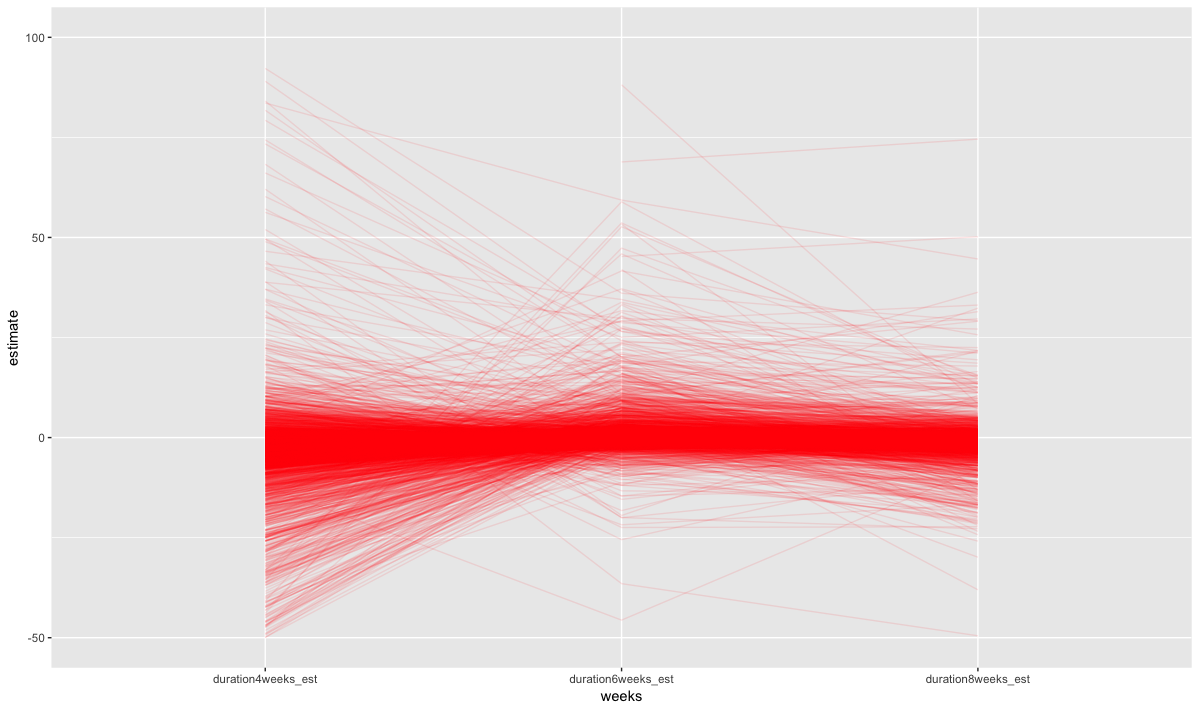 100
50
0
-50
estimate
duration4weeks_est
duration6weeks_est
duration8weeks_est
weeks